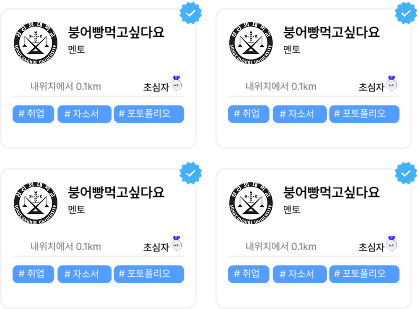 붕어빵먹고싶다요
멘토
내위치에서 0.1km 초심자
# 취업 # 자소서 # 포토폴리오
붕어빵먹고싶다요
멘토
내위치에서 0.1km 초심자
# 취업 # 자소서 # 포토폴리오
붕어빵먹고싶다요
멘토
내위치에서 0.1km 초심자
# 취업 # 자소서 # 포토폴리오
붕어빵먹고싶다요
멘토
내위치에서 0.1km 초심자
# 취업 # 자소서 # 포토폴리오